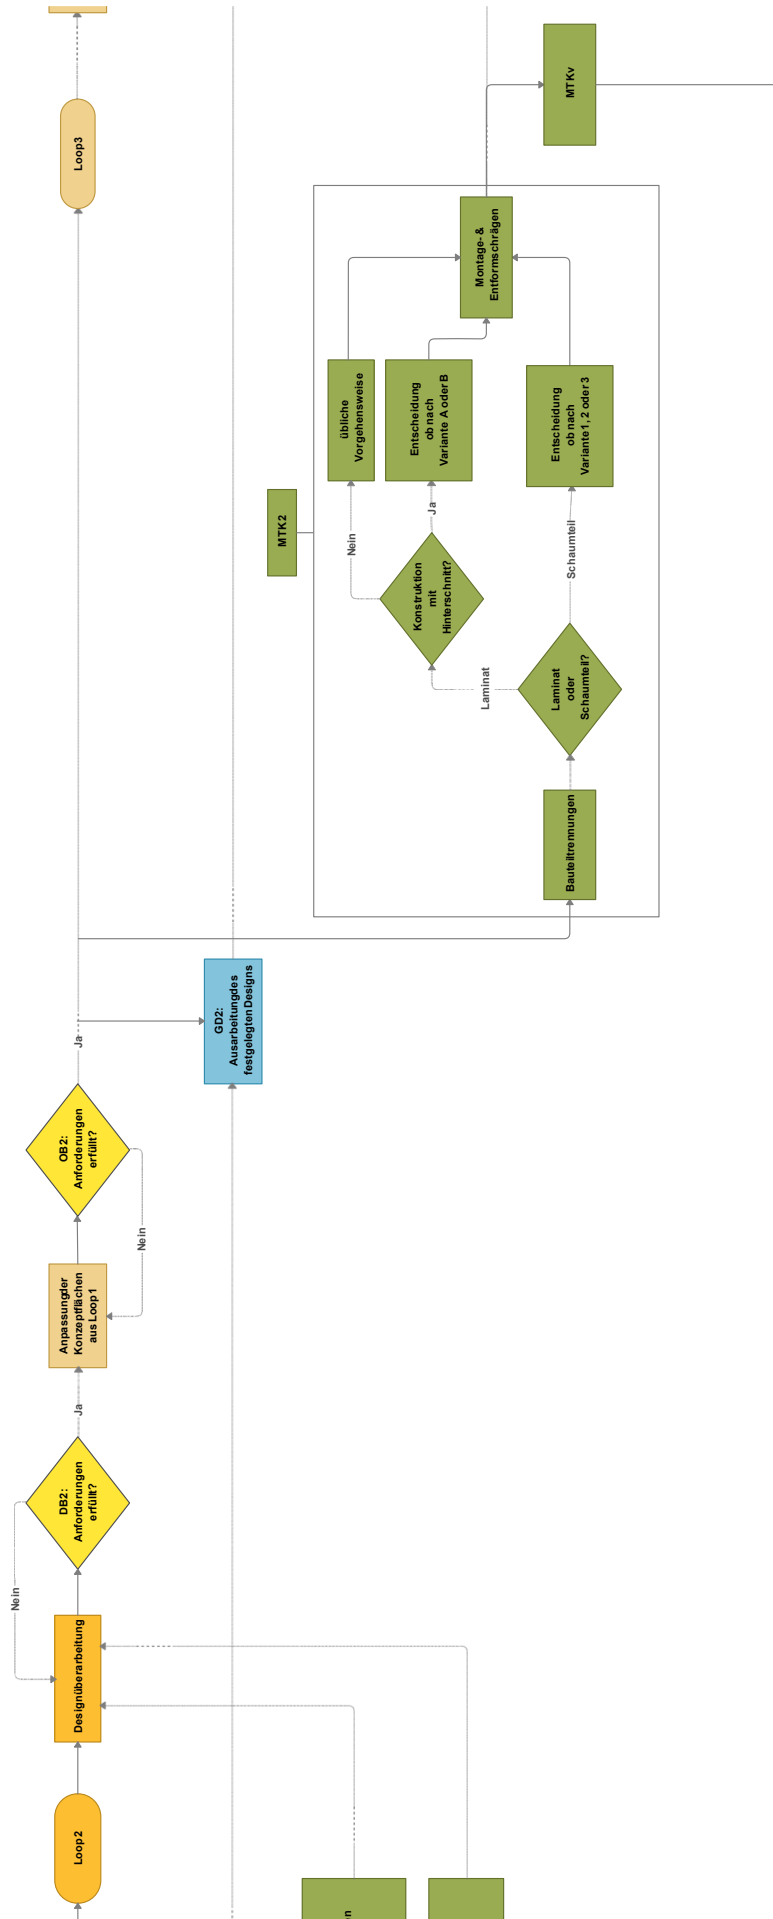 Loop2
Designüberarbeitung
Nein
DB2:
Anforderungen
erfüllt?
Ja
Anpassung der
Konzeptflächen
aus Loop1
Nein
OB2:
Anforderungen
erfüllt?
Ja
Loop3
GD2:
Ausarbeitung des
festgelegten Designs
MTK2
Bauteiltrennungen
Laminat
oder
Schaumteil?
Laminat
Schaumteil
Konstruktion
mit
Hinterschnitt?
Nein
Ja
übliche
Vorgehensweise
Entscheidung
ob nach
Variante A oder B
Entscheidung
ob nach
Variante 1, 2 oder 3
Montage- &
Entformschrägen
MTKv